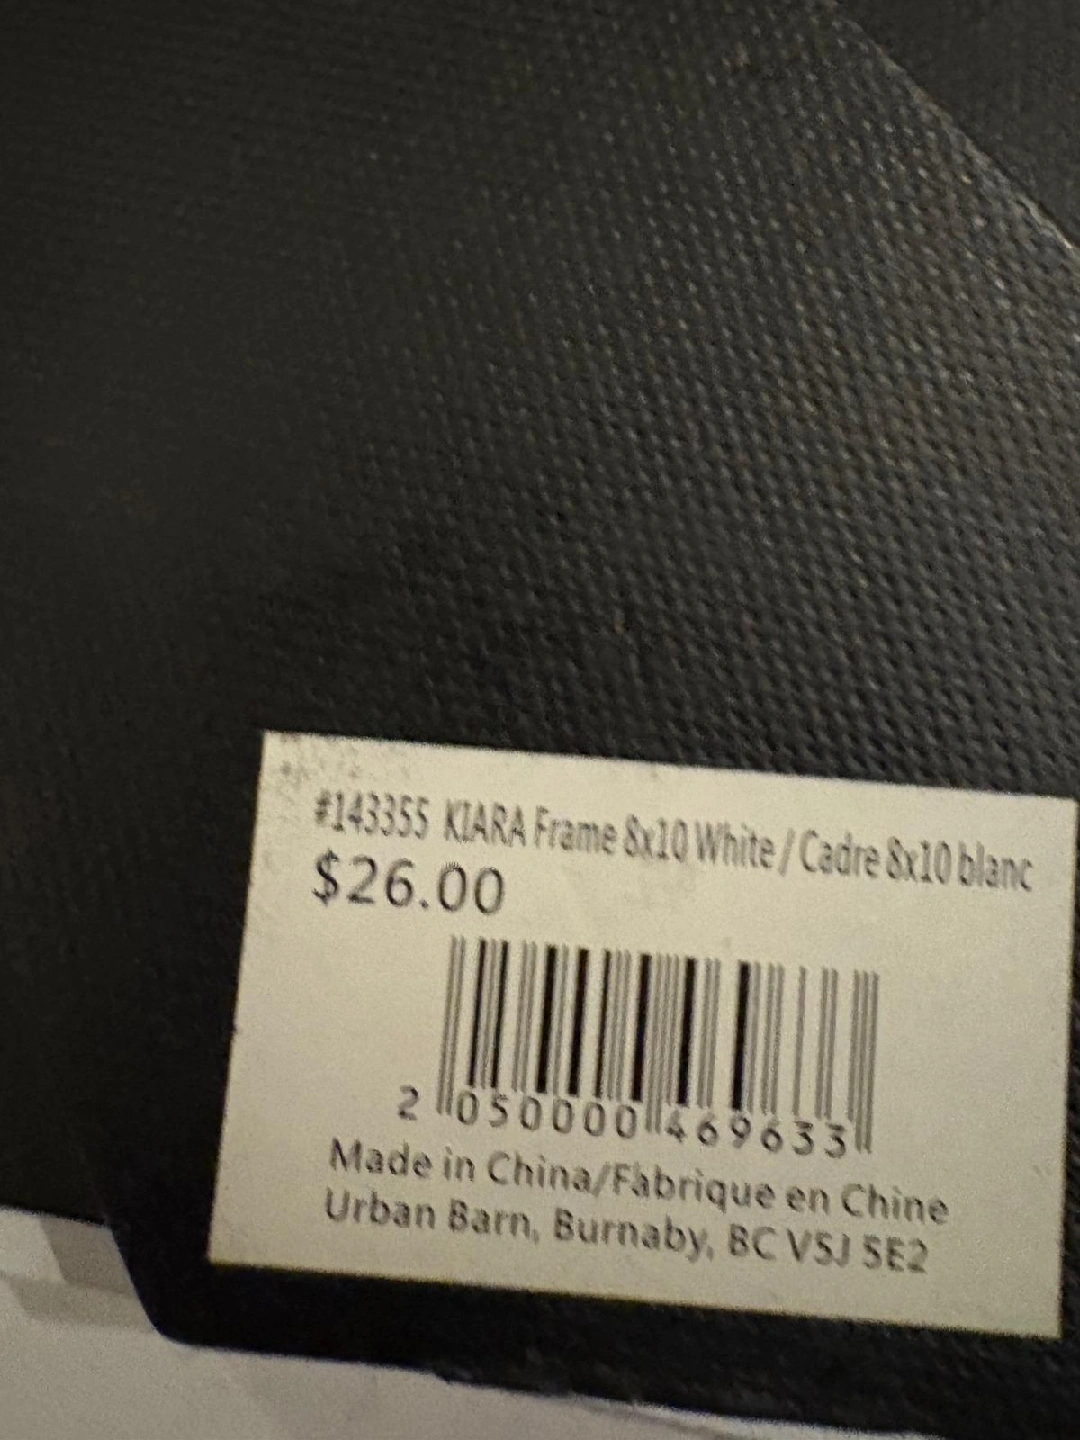 #143355 KIARA Frame 8x10 White / Cadre 8x10 blanc
$26.00
2 050000 469633
Made in China/Fabriqué en Chine
Urban Barn, Burnaby, BC V5J 5E2